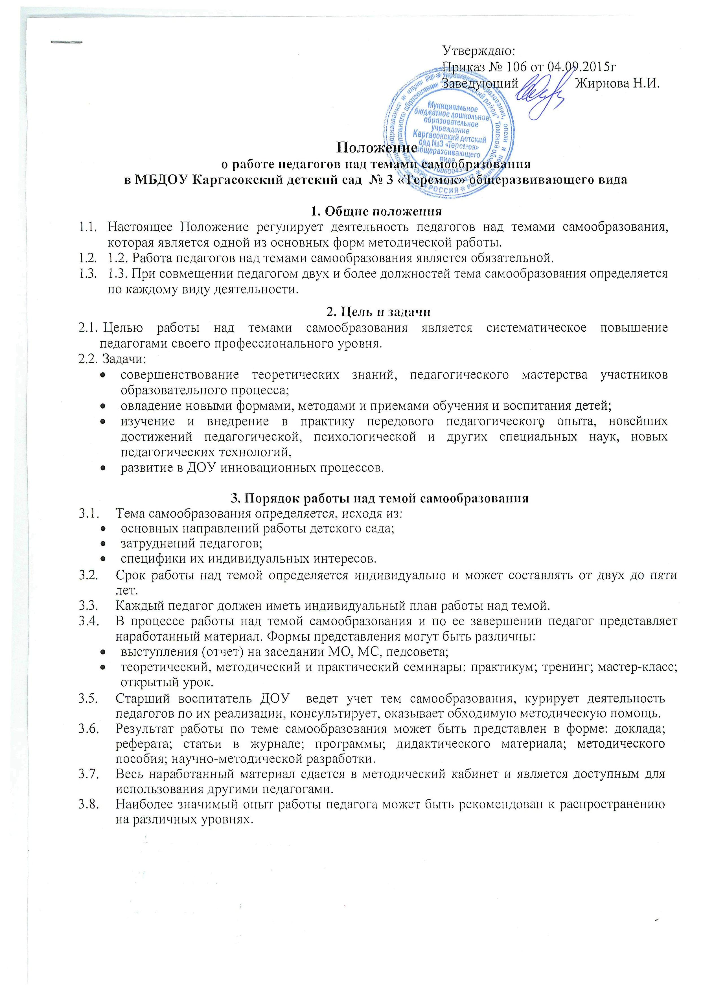 Утверждаю:
Приказ № 106 от 04.09.2015г
Заведующий Жирнова Н.И.
Муниципальное
бюджетное дошкольное
образовательное
учреждение
Каргасокский детский
сад №3 «Теремок»
общеразвивающего
вида
РОССИЯ
Положение
о работе педагогов над темами самообразования
в МБДОУ Каргасокский детский сад № 3 «Теремок» общеразвивающего вида
1. Общие положения
1.1. Настоящее Положение регулирует деятельность педагогов над темами самообразования,
которая является одной из основных форм методической работы.
1.2. 1.2. Работа педагогов над темами самообразования является обязательной.
1.3. 1.3. При совмещении педагогом двух и более должностей тема самообразования определяется
по каждому виду деятельности.
2. Цель и задачи
2.1. Целью работы над темами самообразования является систематическое повышение
педагогами своего профессионального уровня.
2.2. Задачи:
• совершенствование теоретических знаний, педагогического мастерства участников
образовательного процесса;
• овладение новыми формами, методами и приемами обучения и воспитания детей;
• изучение и внедрение в практику передового педагогического опыта, новейших
достижений педагогической, психологической и других специальных наук, новых
педагогических технологий,
• развитие в ДОУ инновационных процессов.
3. Порядок работы над темой самообразования
3.1. Тема самообразования определяется, исходя из:
• основных направлений работы детского сада;
• затруднений педагогов;
• специфики их индивидуальных интересов.
3.2. Срок работы над темой определяется индивидуально и может составлять от двух до пяти
лет.
3.3. Каждый педагог должен иметь индивидуальный план работы над темой.
3.4. В процессе работы над темой самообразования и по ее завершении педагог представляет
наработанный материал. Формы представления могут быть различны:
• выступления (отчет) на заседании МО, МС, педсовета;
• теоретический, методический и практический семинары: практикум; тренинг; мастер-класс;
открытый урок.
3.5. Старший воспитатель ДОУ ведет учет тем самообразования, курирует деятельность
педагогов по их реализации, консультирует, оказывает обходимую методическую помощь.
3.6. Результат работы по теме самообразования может быть представлен в форме: доклада;
реферата; статьи в журнале; программы; дидактического материала; методического
пособия; научно-методической разработки.
3.7. Весь наработанный материал сдается в методический кабинет и является доступным для
использования другими педагогами.
3.8. Наиболее значимый опыт работы педагога может быть рекомендован к распространению
на различных уровнях.